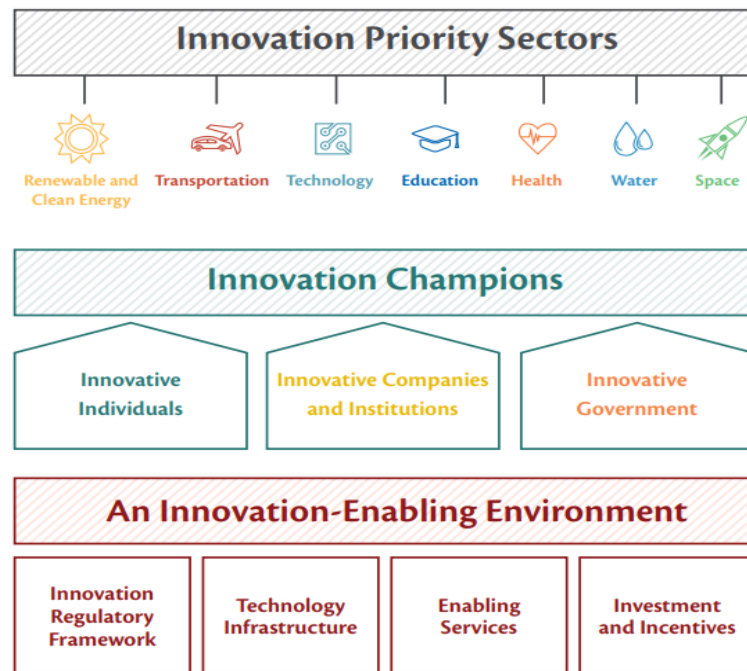 Innovation Priority Sectors
Renewable and
Clean Energy
Transportation
Technology
Education
Health
Water
Space
Innovation Champions
Innovative
Individuals
Innovative Companies
and Institutions
Innovative
Government
An Innovation-Enabling Environment
Innovation
Regulatory
Framework
Technology
Infrastructure
Enabling
Services
Investment
and Incentives